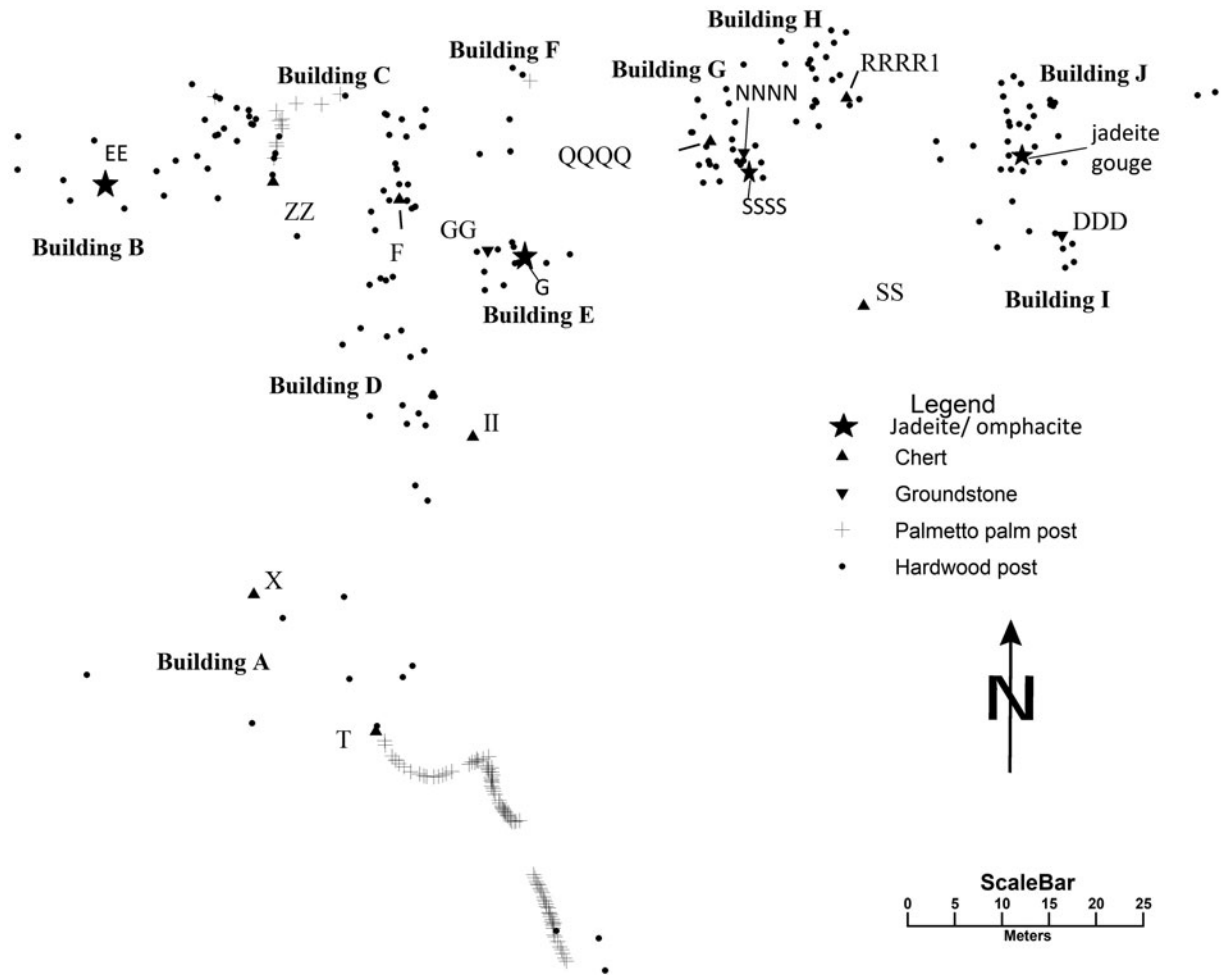 Building H
Building F
Building C
Building G
RRRR1
Building J
NNNN
jadeite
gouge
QQQQ
EE
SSSS
ZZ
GG
DDD
F
Building B
G
SS
Building I
Building E
Building D
II
Legend
Jadeite/ omphacite
Chert
Groundstone
Palmetto palm post
Hardwood post
X
Building A
N
T
ScaleBar
0 5 10 15 20 25
Meters